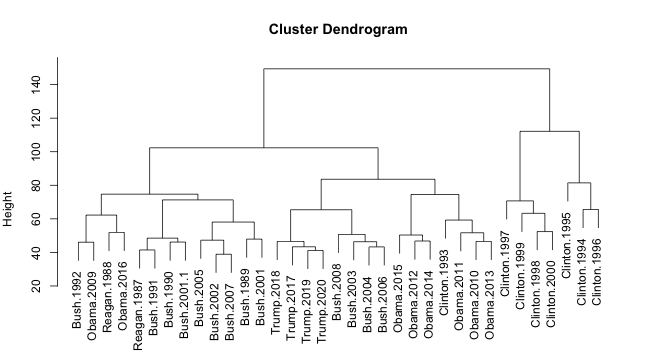 Cluster Dendrogram
Height
140
120
100
80
60
40
20
Bush.1992
Obama.2009
Reagan.1988
Obama.2016
Reagan.1987
Bush.1991
Bush.1990
Bush.2001.1
Bush.2005
Bush.2002
Bush.2007
Bush.1989
Bush.2001
Trump.2018
Trump.2017
Trump.2019
Trump.2020
Bush.2008
Bush.2003
Bush.2004
Bush.2006
Obama.2015
Obama.2012
Obama.2014
Clinton.1993
Obama.2011
Obama.2010
Obama.2013
Clinton.1997
Clinton.1999
Clinton.1998
Clinton.2000
Clinton.1995
Clinton.1994
Clinton.1996